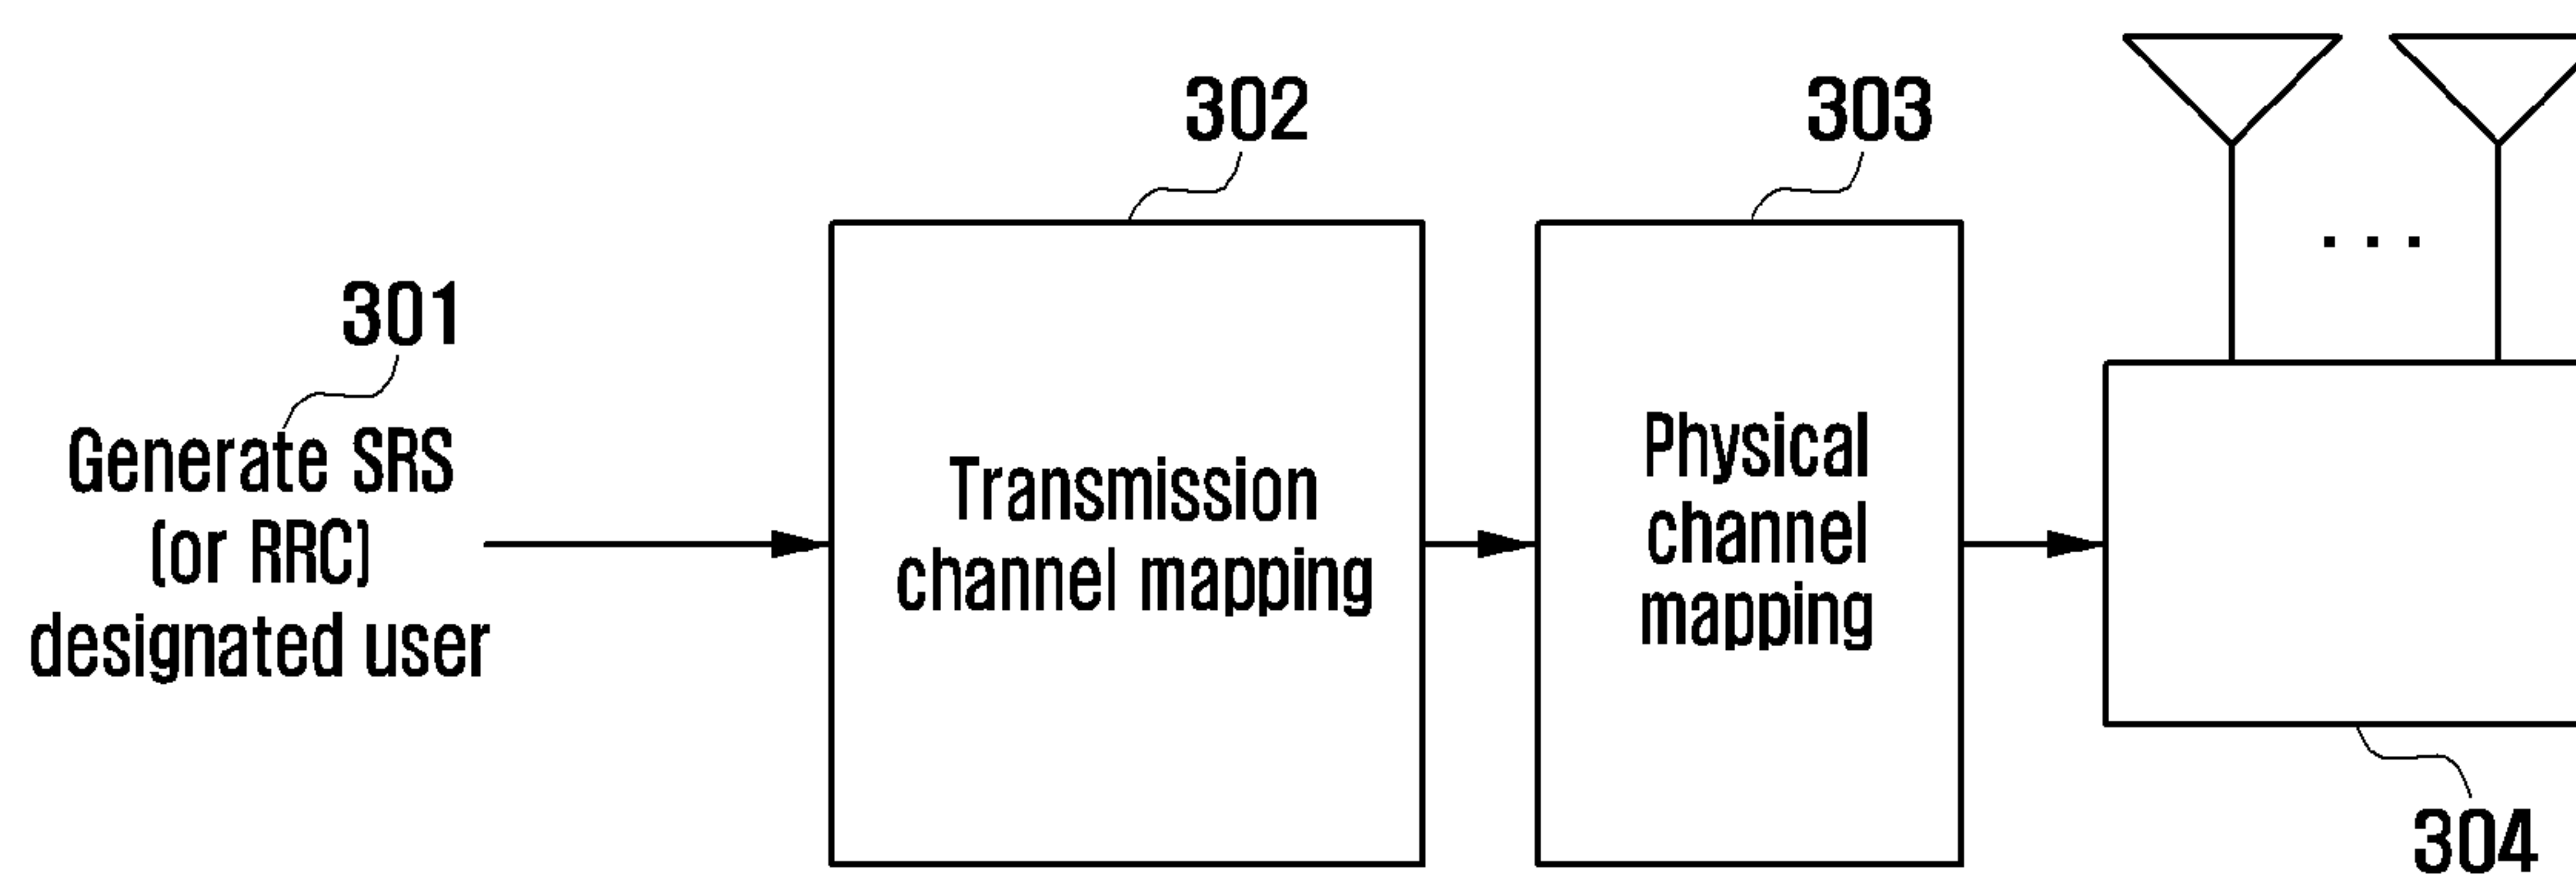 302
303
301
Generate SRS
(or RRC)
designated user
Transmission
channel mapping
Physical
channel
mapping
. . .
304